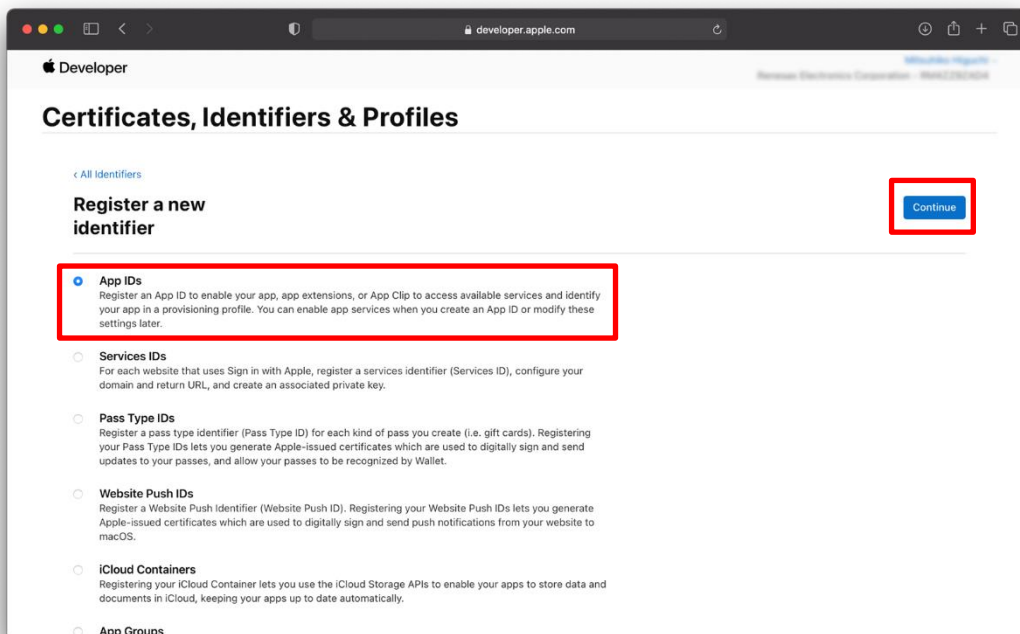 developer.apple.com
Developer
Certificates, Identifiers & Profiles
‹ All Identifiers
Register a new
identifier
Continue
App IDs
Register an App ID to enable your app, app extensions, or App Clip to access available services and identify
your app in a provisioning profile. You can enable app services when you create an App ID or modify these
settings later.
Services IDs
For each website that uses Sign in with Apple, register a services identifier (Services ID), configure your
domain and return URL, and create an associated private key.
Pass Type IDs
Register a pass type identifier (Pass Type ID) for each kind of pass you create (i.e. gift cards). Registering
your Pass Type IDs lets you generate Apple-issued certificates which are used to digitally sign and send
updates to your passes, and allow your passes to be recognized by Wallet.
Website Push IDs
Register a Website Push Identifier (Website Push ID). Registering your Website Push IDs lets you generate
Apple-issued certificates which are used to digitally sign and send push notifications from your website to
macOS.
iCloud Containers
Registering your iCloud Container lets you use the iCloud Storage APIs to enable your apps to store data and
documents in iCloud, keeping your apps up to date automatically.
App Groups